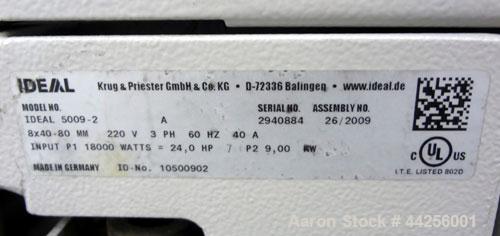 IDEAL Krug & Priester GmbH & Co. KG • D-72336 Balingen • www.ideal.de
MODEL NO. SERIAL NO. ASSEMBLY NO.
IDEAL 5009-2 A 2940884 26/2009
8x40-80 MM 220 V 3 PH 60 HZ 40 A
INPUT P1 18000 WATTS = 24,0 HP / P2 9,00 KW
MADE IN GERMANY ID-No. 10500902
C UL US
I.T.E. LISTED 802D
Aaron Stock # 44256001